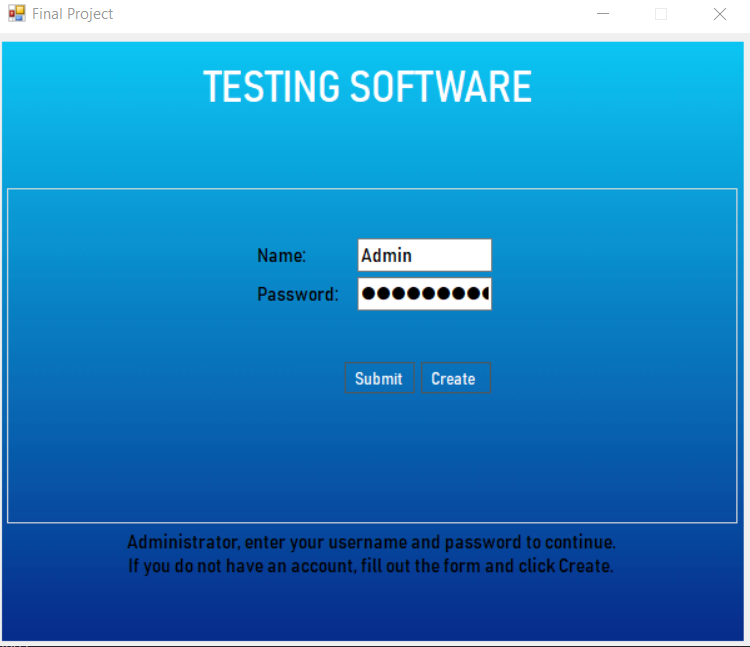 Final Project
TESTING SOFTWARE
Name: Admin
Password: ●●●●●●●●●
Submit Create
Administrator, enter your username and password to continue.
If you do not have an account, fill out the form and click Create.